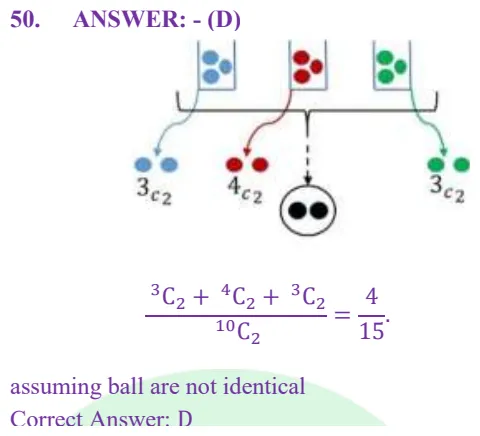 50. ANSWER: - (D)
3c2 4c2 3c2
³C₂ + ⁴C₂ + ³C₂ / ¹⁰C₂ = 4/15.
assuming ball are not identical
Correct Answer: D